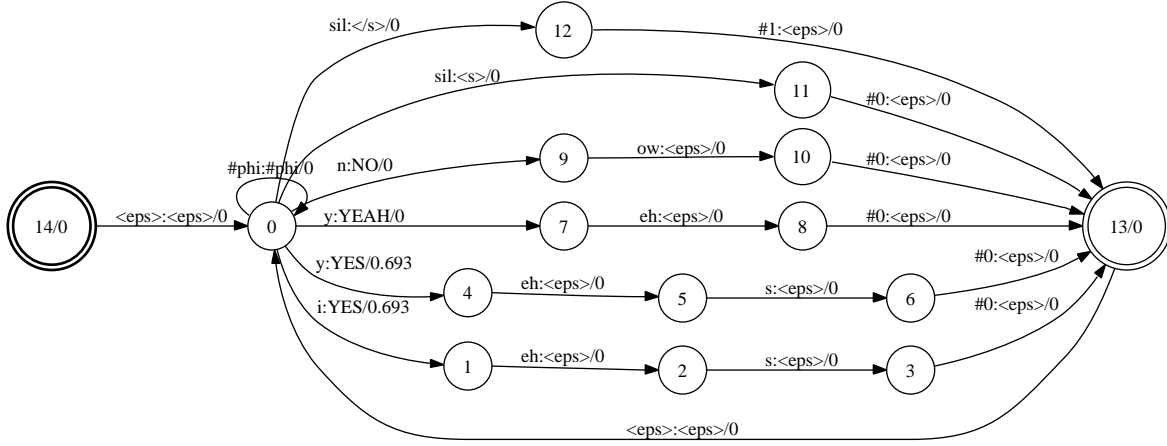 sil:</s>/0
12
#1:<eps>/0
sil:<s>/0
11
#0:<eps>/0
#phi:#phi/0
n:NO/0
9
ow:<eps>/0
10
#0:<eps>/0
14/0
<eps>:<eps>/0
0
y:YEAH/0
7
eh:<eps>/0
8
#0:<eps>/0
13/0
y:YES/0.693
4
eh:<eps>/0
5
s:<eps>/0
6
#0:<eps>/0
i:YES/0.693
1
eh:<eps>/0
2
s:<eps>/0
3
#0:<eps>/0
<eps>:<eps>/0